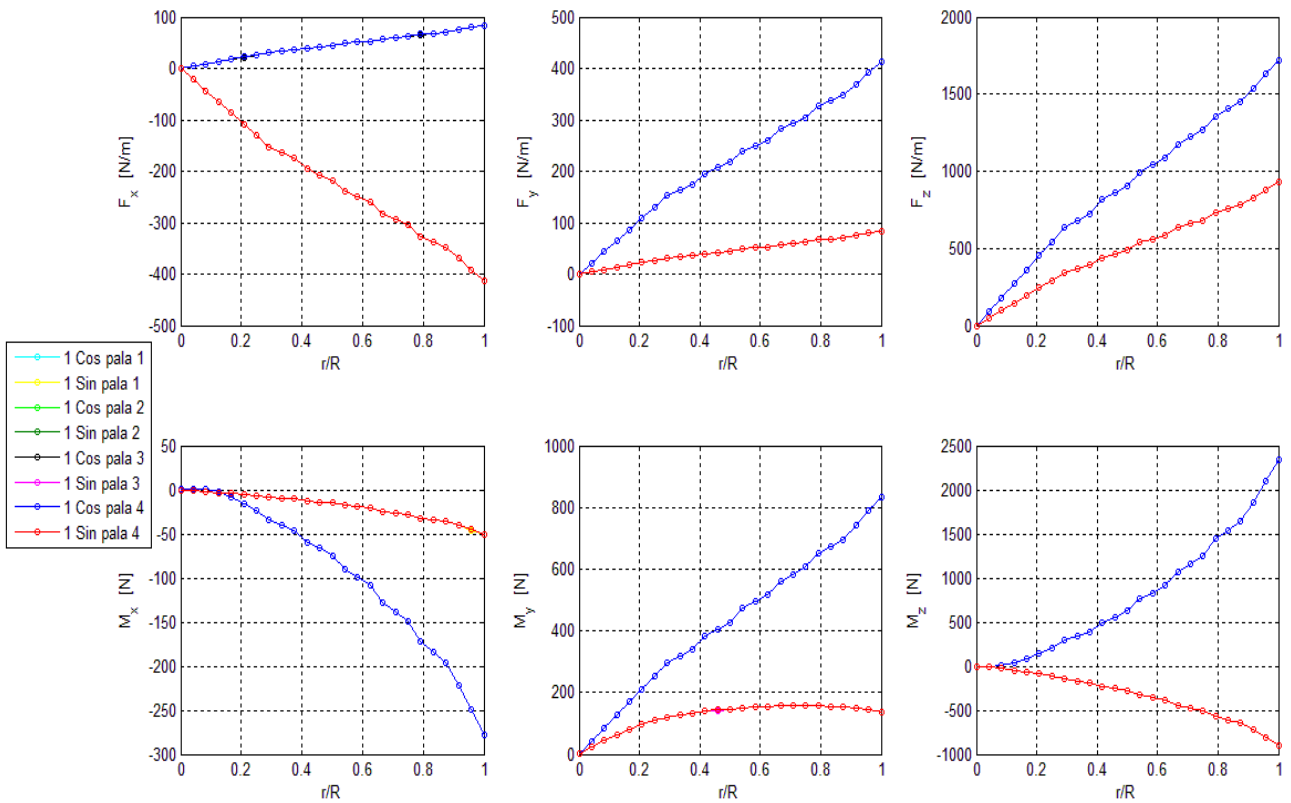 100
50
0
-100
-200
-300
-400
-500
F_x [N/m]
0 0.2 0.4 0.6 0.8 1
r/R
500
400
300
200
100
0
-100
F_y [N/m]
0 0.2 0.4 0.6 0.8 1
r/R
2000
1500
1000
500
0
F_z [N/m]
0 0.2 0.4 0.6 0.8 1
r/R
1 Cos pala 1
1 Sin pala 1
1 Cos pala 2
1 Sin pala 2
1 Cos pala 3
1 Sin pala 3
1 Cos pala 4
1 Sin pala 4
50
0
-50
-100
-150
-200
-250
-300
M_x [N]
0 0.2 0.4 0.6 0.8 1
r/R
1000
800
600
400
200
0
M_y [N]
0 0.2 0.4 0.6 0.8 1
r/R
2500
2000
1500
1000
500
0
-500
-1000
M_z [N]
0 0.2 0.4 0.6 0.8 1
r/R